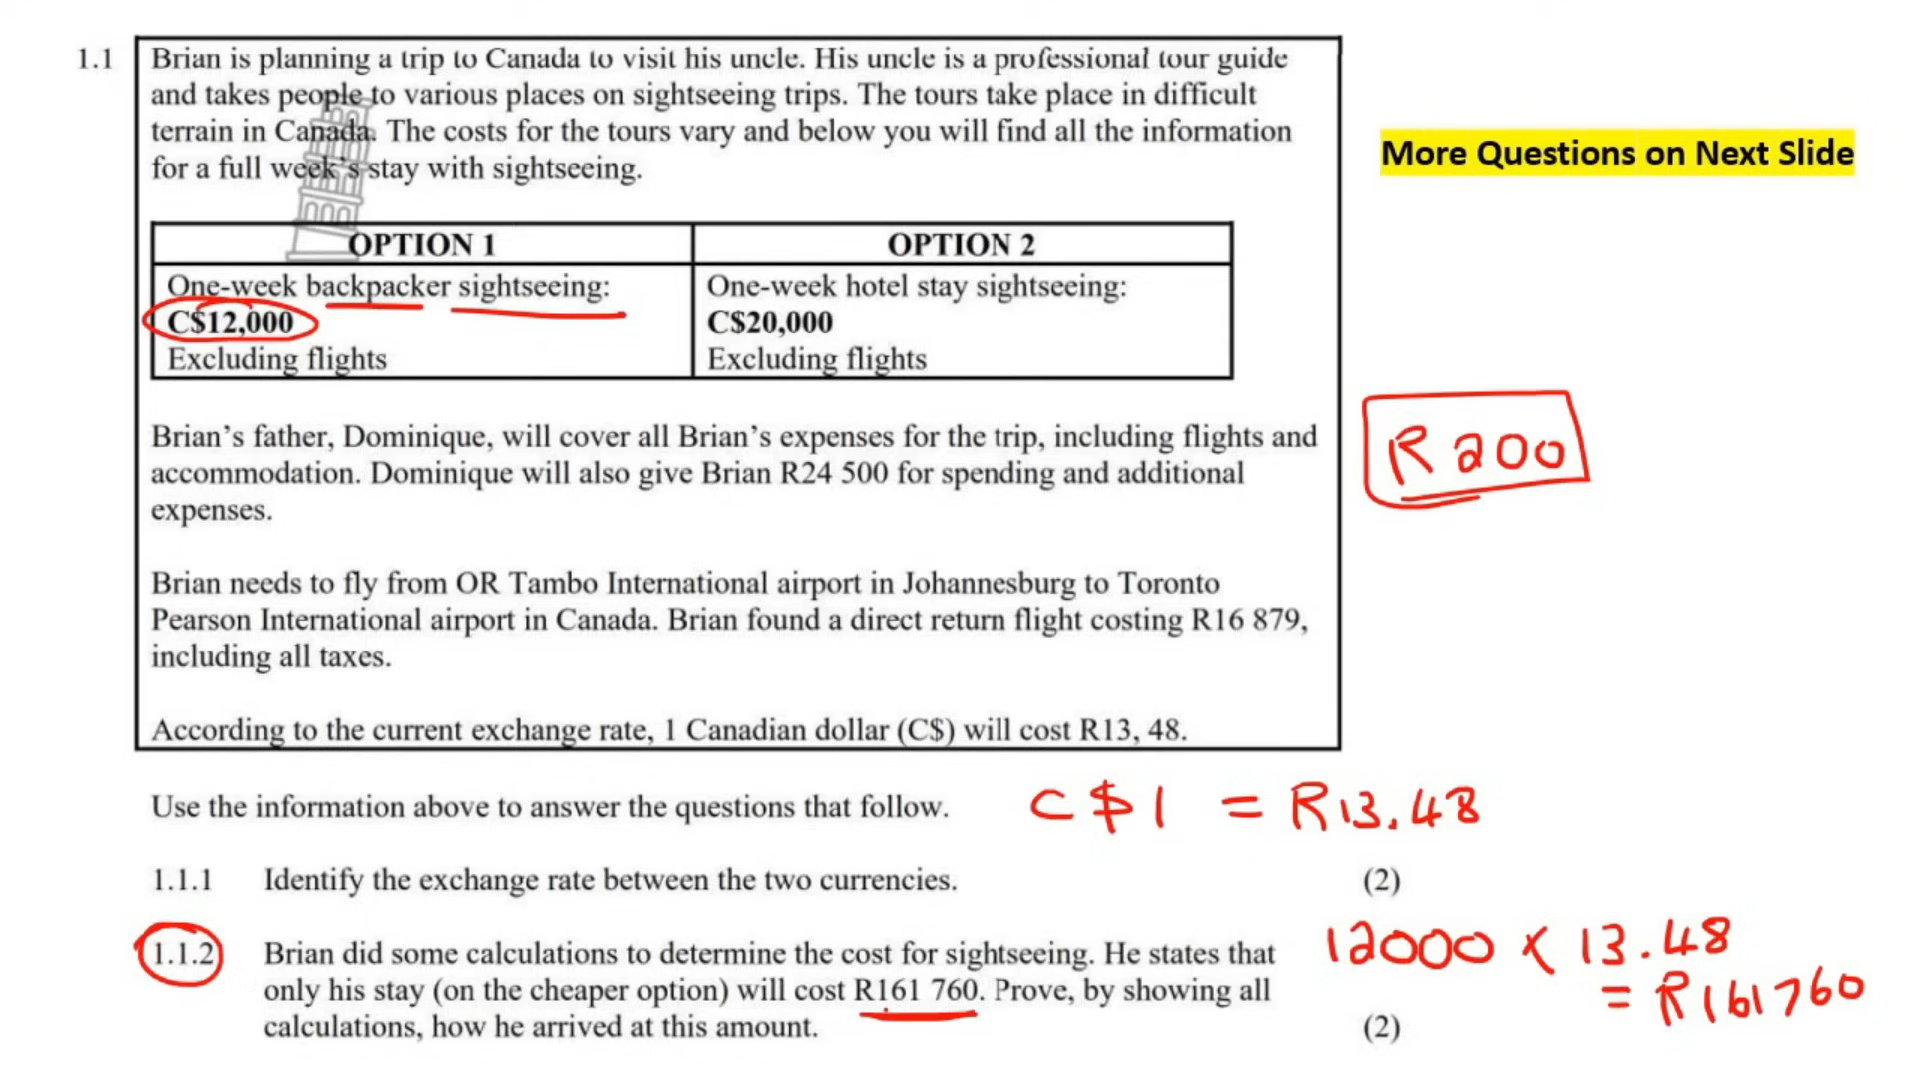 1.1 Brian is planning a trip to Canada to visit his uncle. His uncle is a professional tour guide
and takes people to various places on sightseeing trips. The tours take place in difficult
terrain in Canada. The costs for the tours vary and below you will find all the information
for a full week's stay with sightseeing.
More Questions on Next Slide
OPTION 1 OPTION 2
One-week backpacker sightseeing: One-week hotel stay sightseeing:
C$12,000 C$20,000
Excluding flights Excluding flights
Brian's father, Dominique, will cover all Brian's expenses for the trip, including flights and
accommodation. Dominique will also give Brian R24 500 for spending and additional
expenses.
R200
Brian needs to fly from OR Tambo International airport in Johannesburg to Toronto
Pearson International airport in Canada. Brian found a direct return flight costing R16 879,
including all taxes.
According to the current exchange rate, 1 Canadian dollar (C$) will cost R13, 48.
Use the information above to answer the questions that follow.
C$1 = R13.48
1.1.1 Identify the exchange rate between the two currencies. (2)
1.1.2 Brian did some calculations to determine the cost for sightseeing. He states that
only his stay (on the cheaper option) will cost R161 760. Prove, by showing all
calculations, how he arrived at this amount. (2)
12000 × 13.48
= R161760